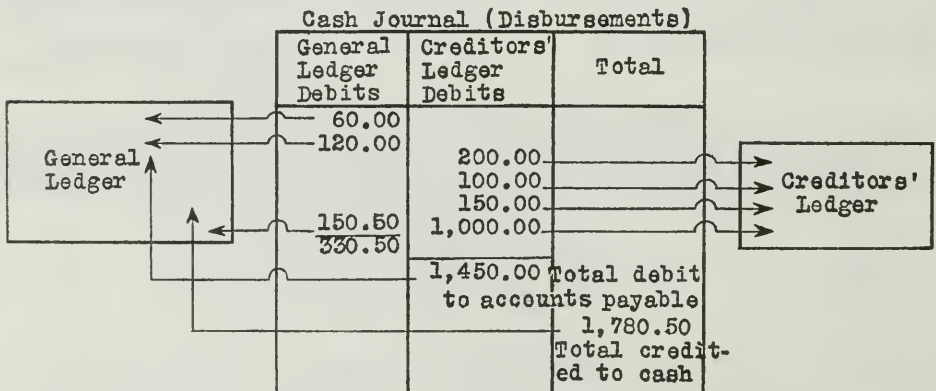 Cash Journal (Disbursements)
General Ledger Debits
Creditors' Ledger Debits
Total
60.00
120.00
200.00
100.00
150.00
150.50
1,000.00
330.50
General
Ledger
Creditors'
Ledger
1,450.00 Total debit
to accounts payable
1,780.50
Total credit-
ed to cash